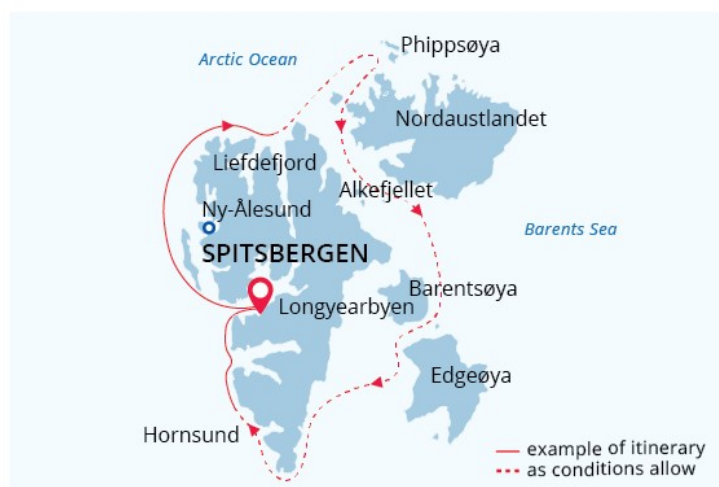 Phippsøya
Arctic Ocean
Nordaustlandet
Liefdefjord
Alkefjellet
Ny-Ålesund
Barents Sea
SPITSBERGEN
Barentsøya
Longyearbyen
Edgeøya
Hornsund
example of itinerary
as conditions allow